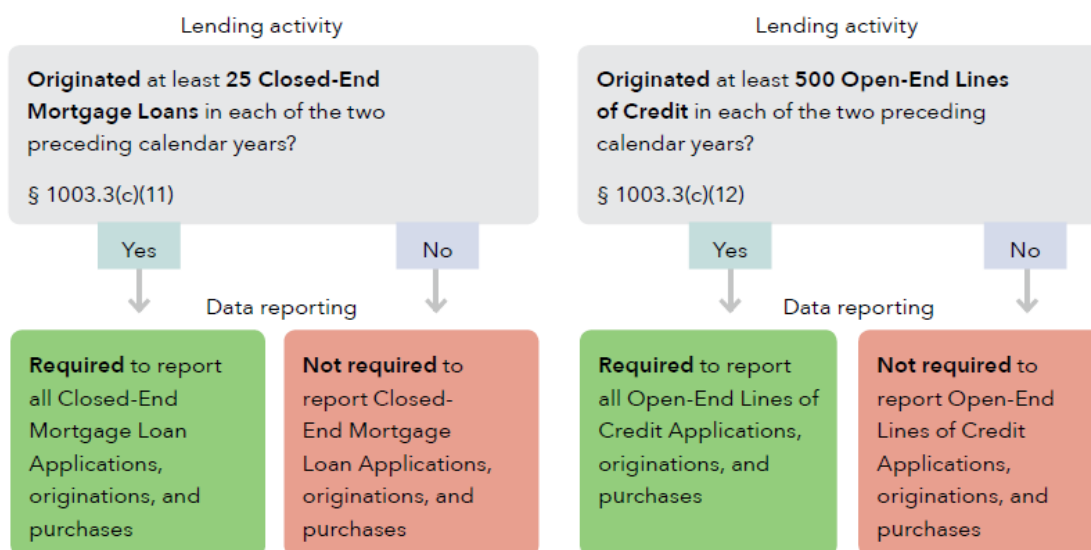 Lending activity
Originated at least 25 Closed-End
Mortgage Loans in each of the two
preceding calendar years?
§ 1003.3(c)(11)
Yes
No
Data reporting
Required to report
all Closed-End
Mortgage Loan
Applications,
originations, and
purchases
Not required to
report Closed-
End Mortgage
Loan Applications,
originations, and
purchases
Lending activity
Originated at least 500 Open-End Lines
of Credit in each of the two preceding
calendar years?
§ 1003.3(c)(12)
Yes
No
Data reporting
Required to report
all Open-End Lines of
Credit Applications,
originations, and
purchases
Not required to
report Open-End
Lines of Credit
Applications,
originations, and
purchases